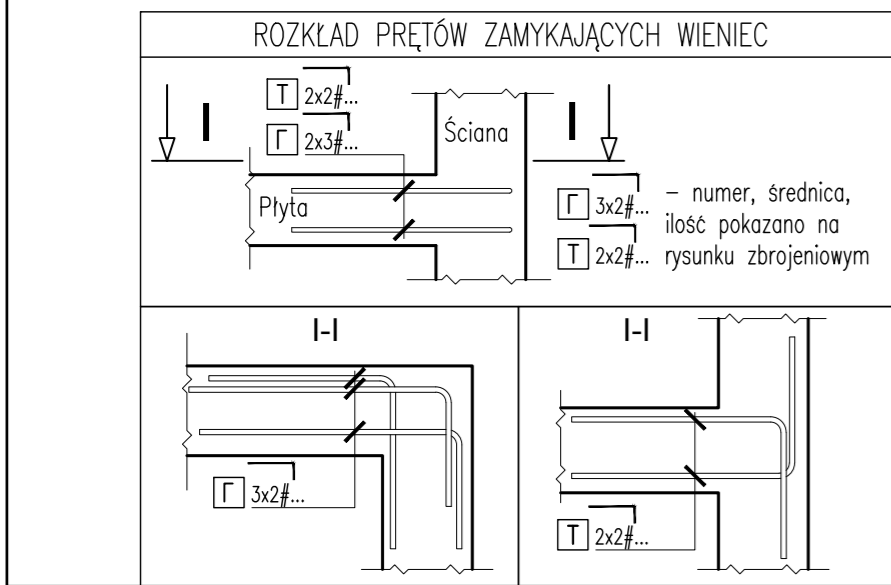 ROZKŁAD PRĘTÓW ZAMYKAJĄCYCH WIENIEC
T 2x2#...
Γ 2x3#...
I
Ściana
I
Płyta
Γ 3x2#...
T 2x2#...
– numer, średnica,
ilość pokazano na
rysunku zbrojeniowym
I-I
Γ 3x2#...
I-I
T 2x2#...